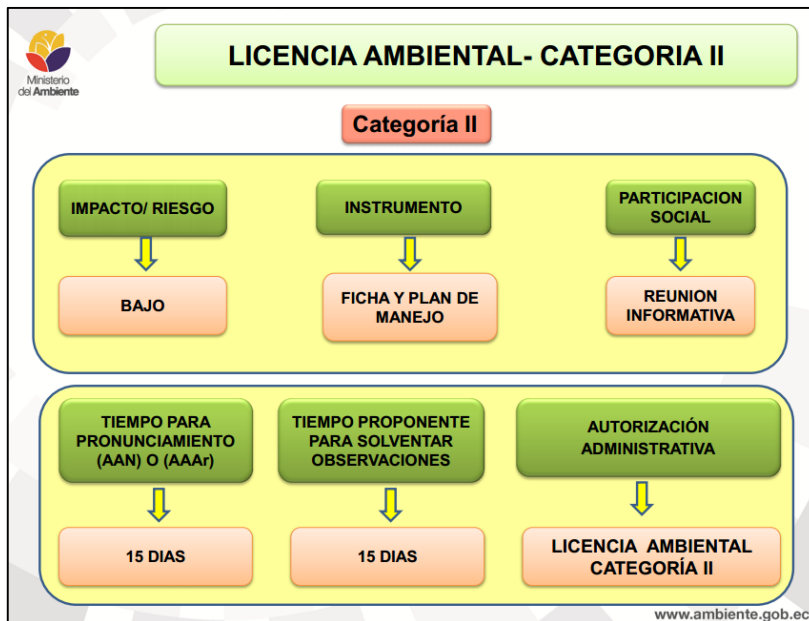 Ministerio
del Ambiente
LICENCIA AMBIENTAL- CATEGORIA II
Categoría II
IMPACTO/ RIESGO
BAJO
INSTRUMENTO
FICHA Y PLAN DE
MANEJO
PARTICIPACION
SOCIAL
REUNION
INFORMATIVA
TIEMPO PARA
PRONUNCIAMIENTO
(AAN) O (AAAr)
15 DIAS
TIEMPO PROPONENTE
PARA SOLVENTAR
OBSERVACIONES
15 DIAS
AUTORIZACIÓN
ADMINISTRATIVA
LICENCIA AMBIENTAL
CATEGORÍA II
www.ambiente.gob.ec